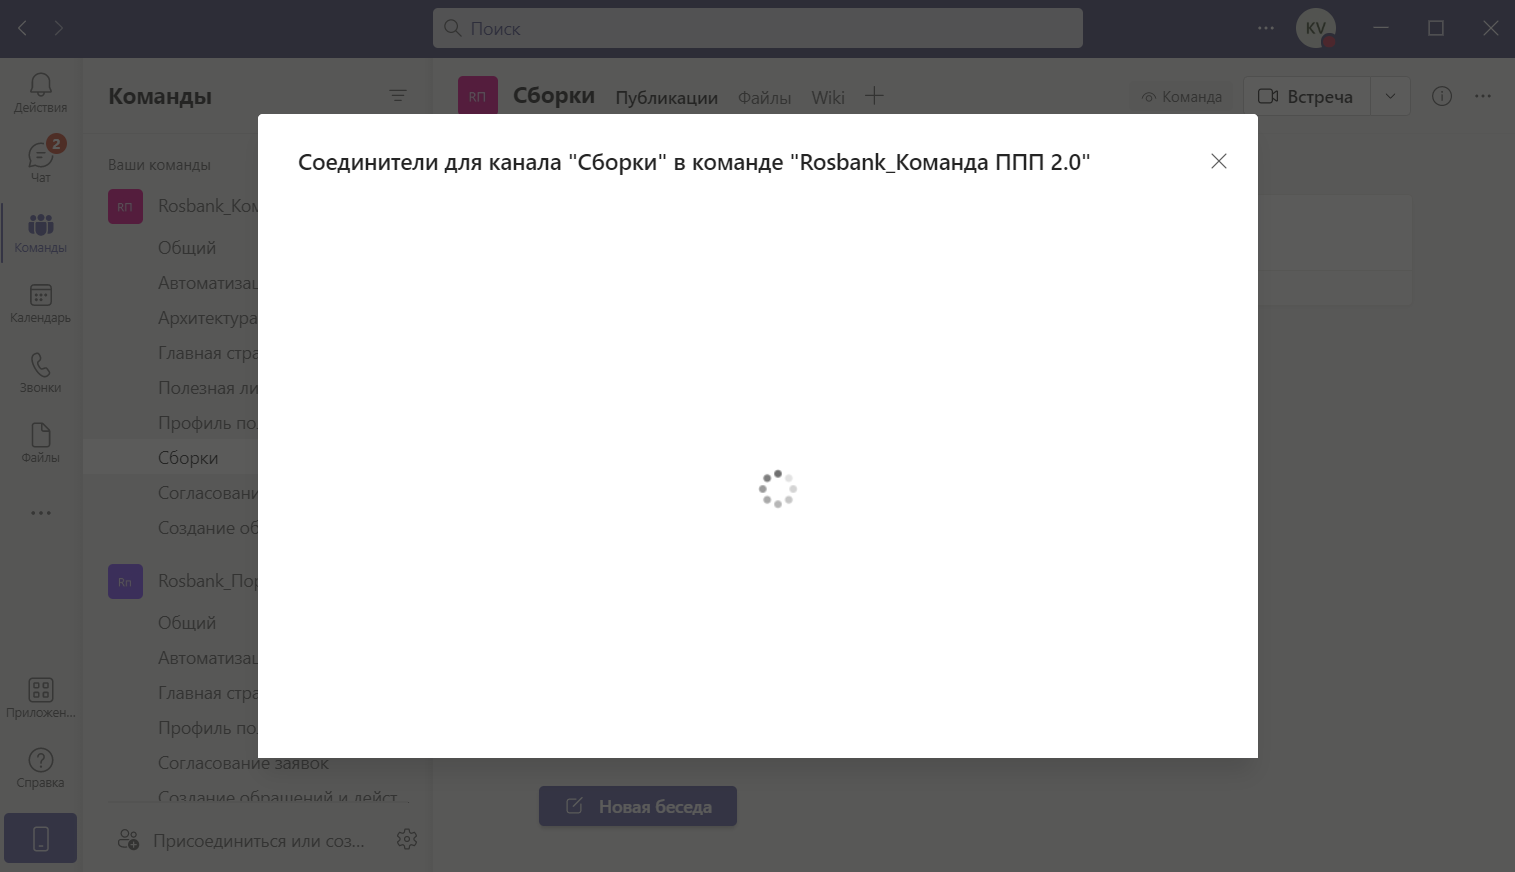 Поиск
KV
Действия
2
Чат
Команды
Календарь
Звонки
Файлы
Приложен...
Справка
Команды
Ваши команды
RП
Rosbank_Ком
Общий
Автоматизац
Архитектура
Главная стра
Полезная ли
Профиль пол
Сборки
Согласовани
Создание об
Rп
Rosbank_Пор
Общий
Автоматизац
Главная стра
Профиль пол
Согласование заявок
Создание обращений и дейст...
Присоединиться или соз...
RП
Сборки
Публикации
Файлы
Wiki
Команда
Встреча
Соединители для канала "Сборки" в команде "Rosbank_Команда ППП 2.0"
Новая беседа